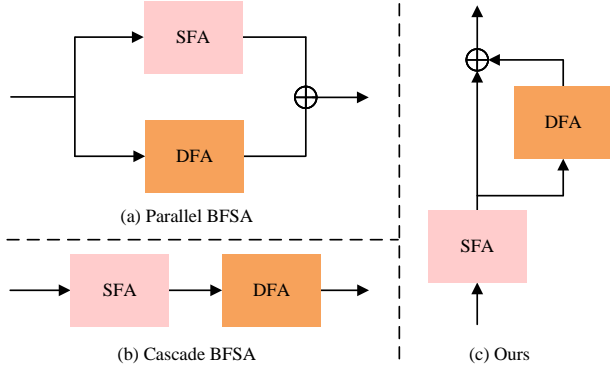 SFA
DFA
(a) Parallel BFSA
SFA
DFA
(b) Cascade BFSA
DFA
SFA
(c) Ours